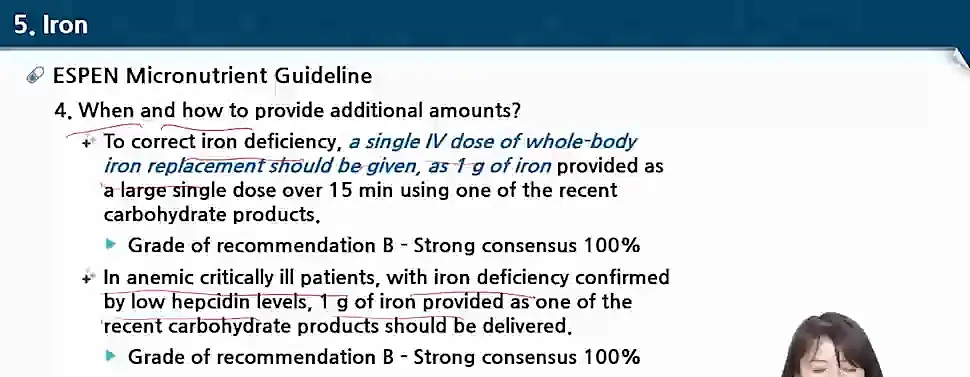 5. Iron
ESPEN Micronutrient Guideline
4. When and how to provide additional amounts?
To correct iron deficiency, a single IV dose of whole-body
iron replacement should be given, as 1 g of iron provided as
a large single dose over 15 min using one of the recent
carbohydrate products.
Grade of recommendation B - Strong consensus 100%
In anemic critically ill patients, with iron deficiency confirmed
by low hepcidin levels, 1 g of iron provided as one of the
recent carbohydrate products should be delivered.
Grade of recommendation B - Strong consensus 100%